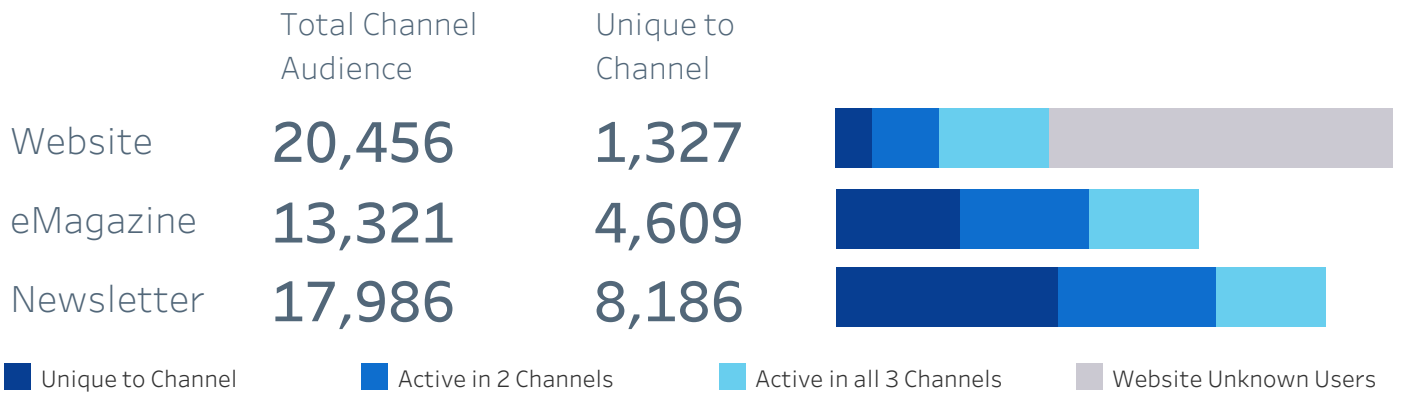 Total Channel
Audience
Unique to
Channel
Website 20,456 1,327
eMagazine 13,321 4,609
Newsletter 17,986 8,186
Unique to Channel Active in 2 Channels Active in all 3 Channels Website Unknown Users